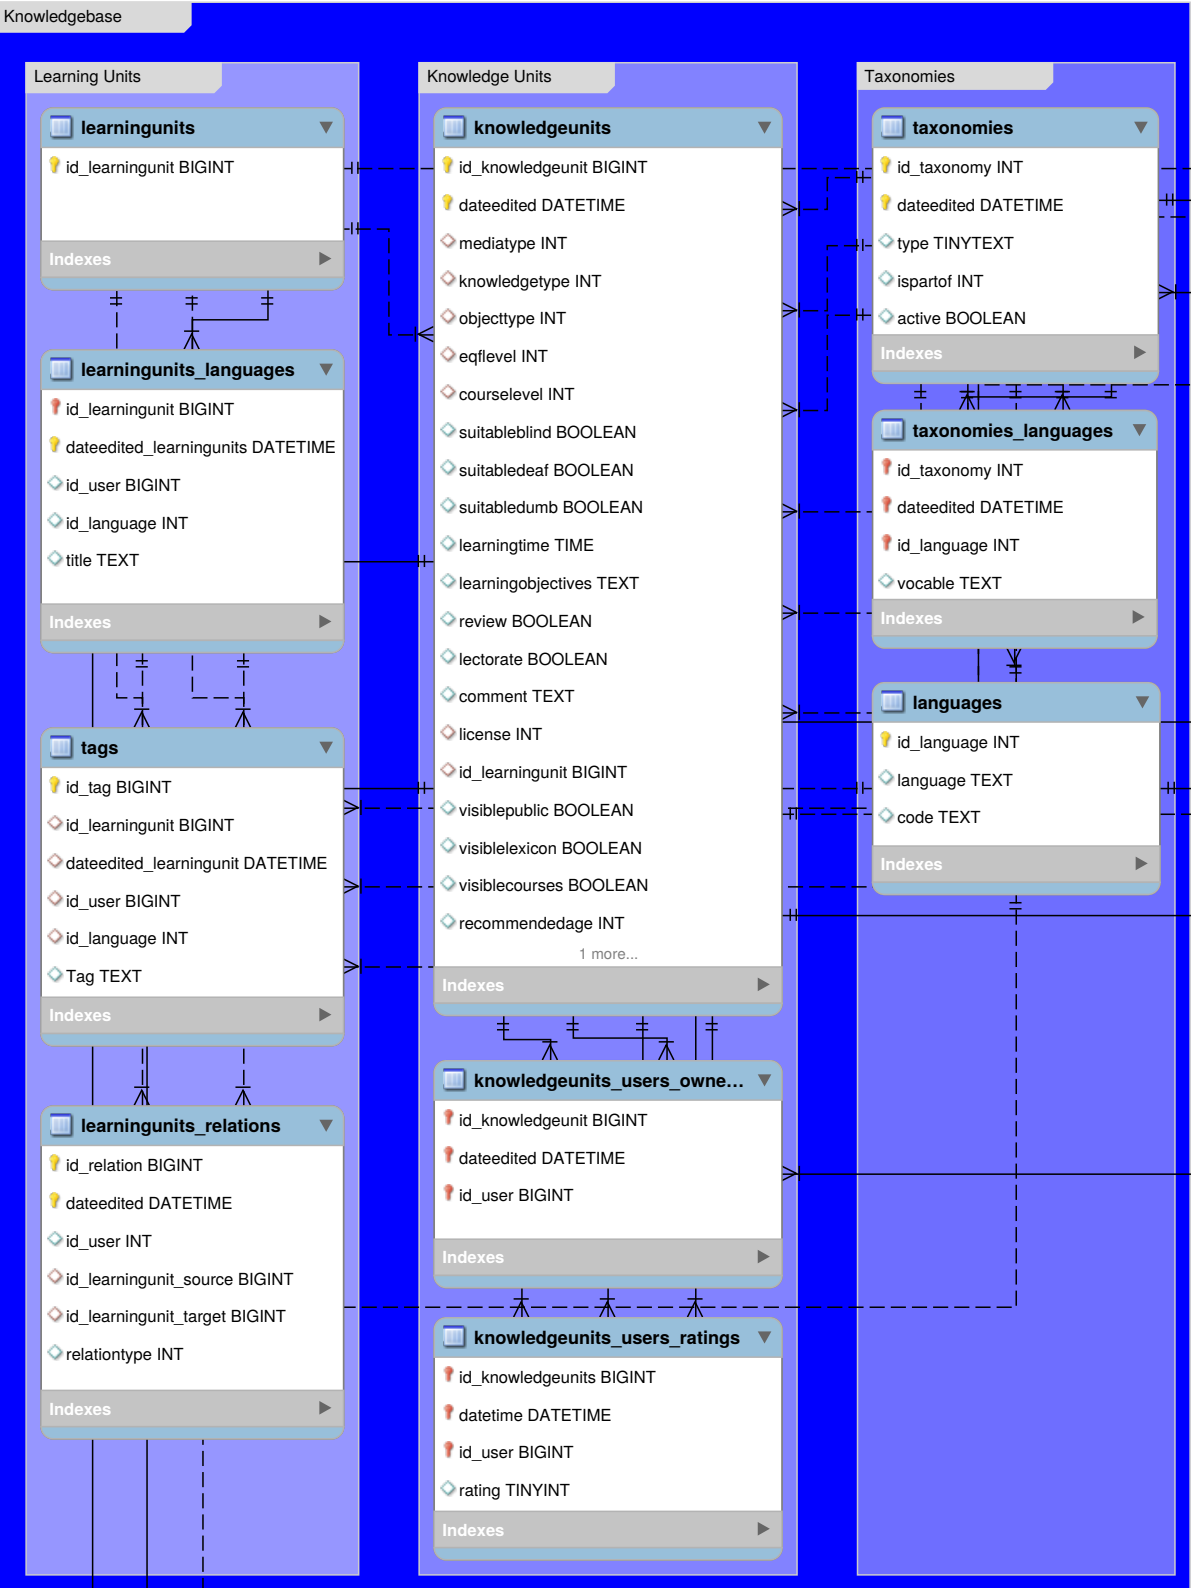 Knowledgebase
Learning Units
learningunits
id_learningunit BIGINT
Indexes
learningunits_languages
id_learningunit BIGINT
dateedited_learningunits DATETIME
id_user BIGINT
id_language INT
title TEXT
Indexes
tags
id_tag BIGINT
id_learningunit BIGINT
dateedited_learningunit DATETIME
id_user BIGINT
id_language INT
Tag TEXT
Indexes
learningunits_relations
id_relation BIGINT
dateedited DATETIME
id_user INT
id_learningunit_source BIGINT
id_learningunit_target BIGINT
relationtype INT
Indexes
Knowledge Units
knowledgeunits
id_knowledgeunit BIGINT
dateedited DATETIME
mediatype INT
knowledgetype INT
objecttype INT
eqflevel INT
courselevel INT
suitableblind BOOLEAN
suitabledeaf BOOLEAN
suitabledumb BOOLEAN
learningtime TIME
learningobjectives TEXT
review BOOLEAN
lectorate BOOLEAN
comment TEXT
license INT
id_learningunit BIGINT
visiblepublic BOOLEAN
visiblelexicon BOOLEAN
visiblecourses BOOLEAN
recommendedage INT
1 more...
Indexes
knowledgeunits_users_owne...
id_knowledgeunit BIGINT
dateedited DATETIME
id_user BIGINT
Indexes
knowledgeunits_users_ratings
id_knowledgeunits BIGINT
datetime DATETIME
id_user BIGINT
rating TINYINT
Indexes
Taxonomies
taxonomies
id_taxonomy INT
dateedited DATETIME
type TINYTEXT
ispartof INT
active BOOLEAN
Indexes
taxonomies_languages
id_taxonomy INT
dateedited DATETIME
id_language INT
vocable TEXT
Indexes
languages
id_language INT
language TEXT
code TEXT
Indexes